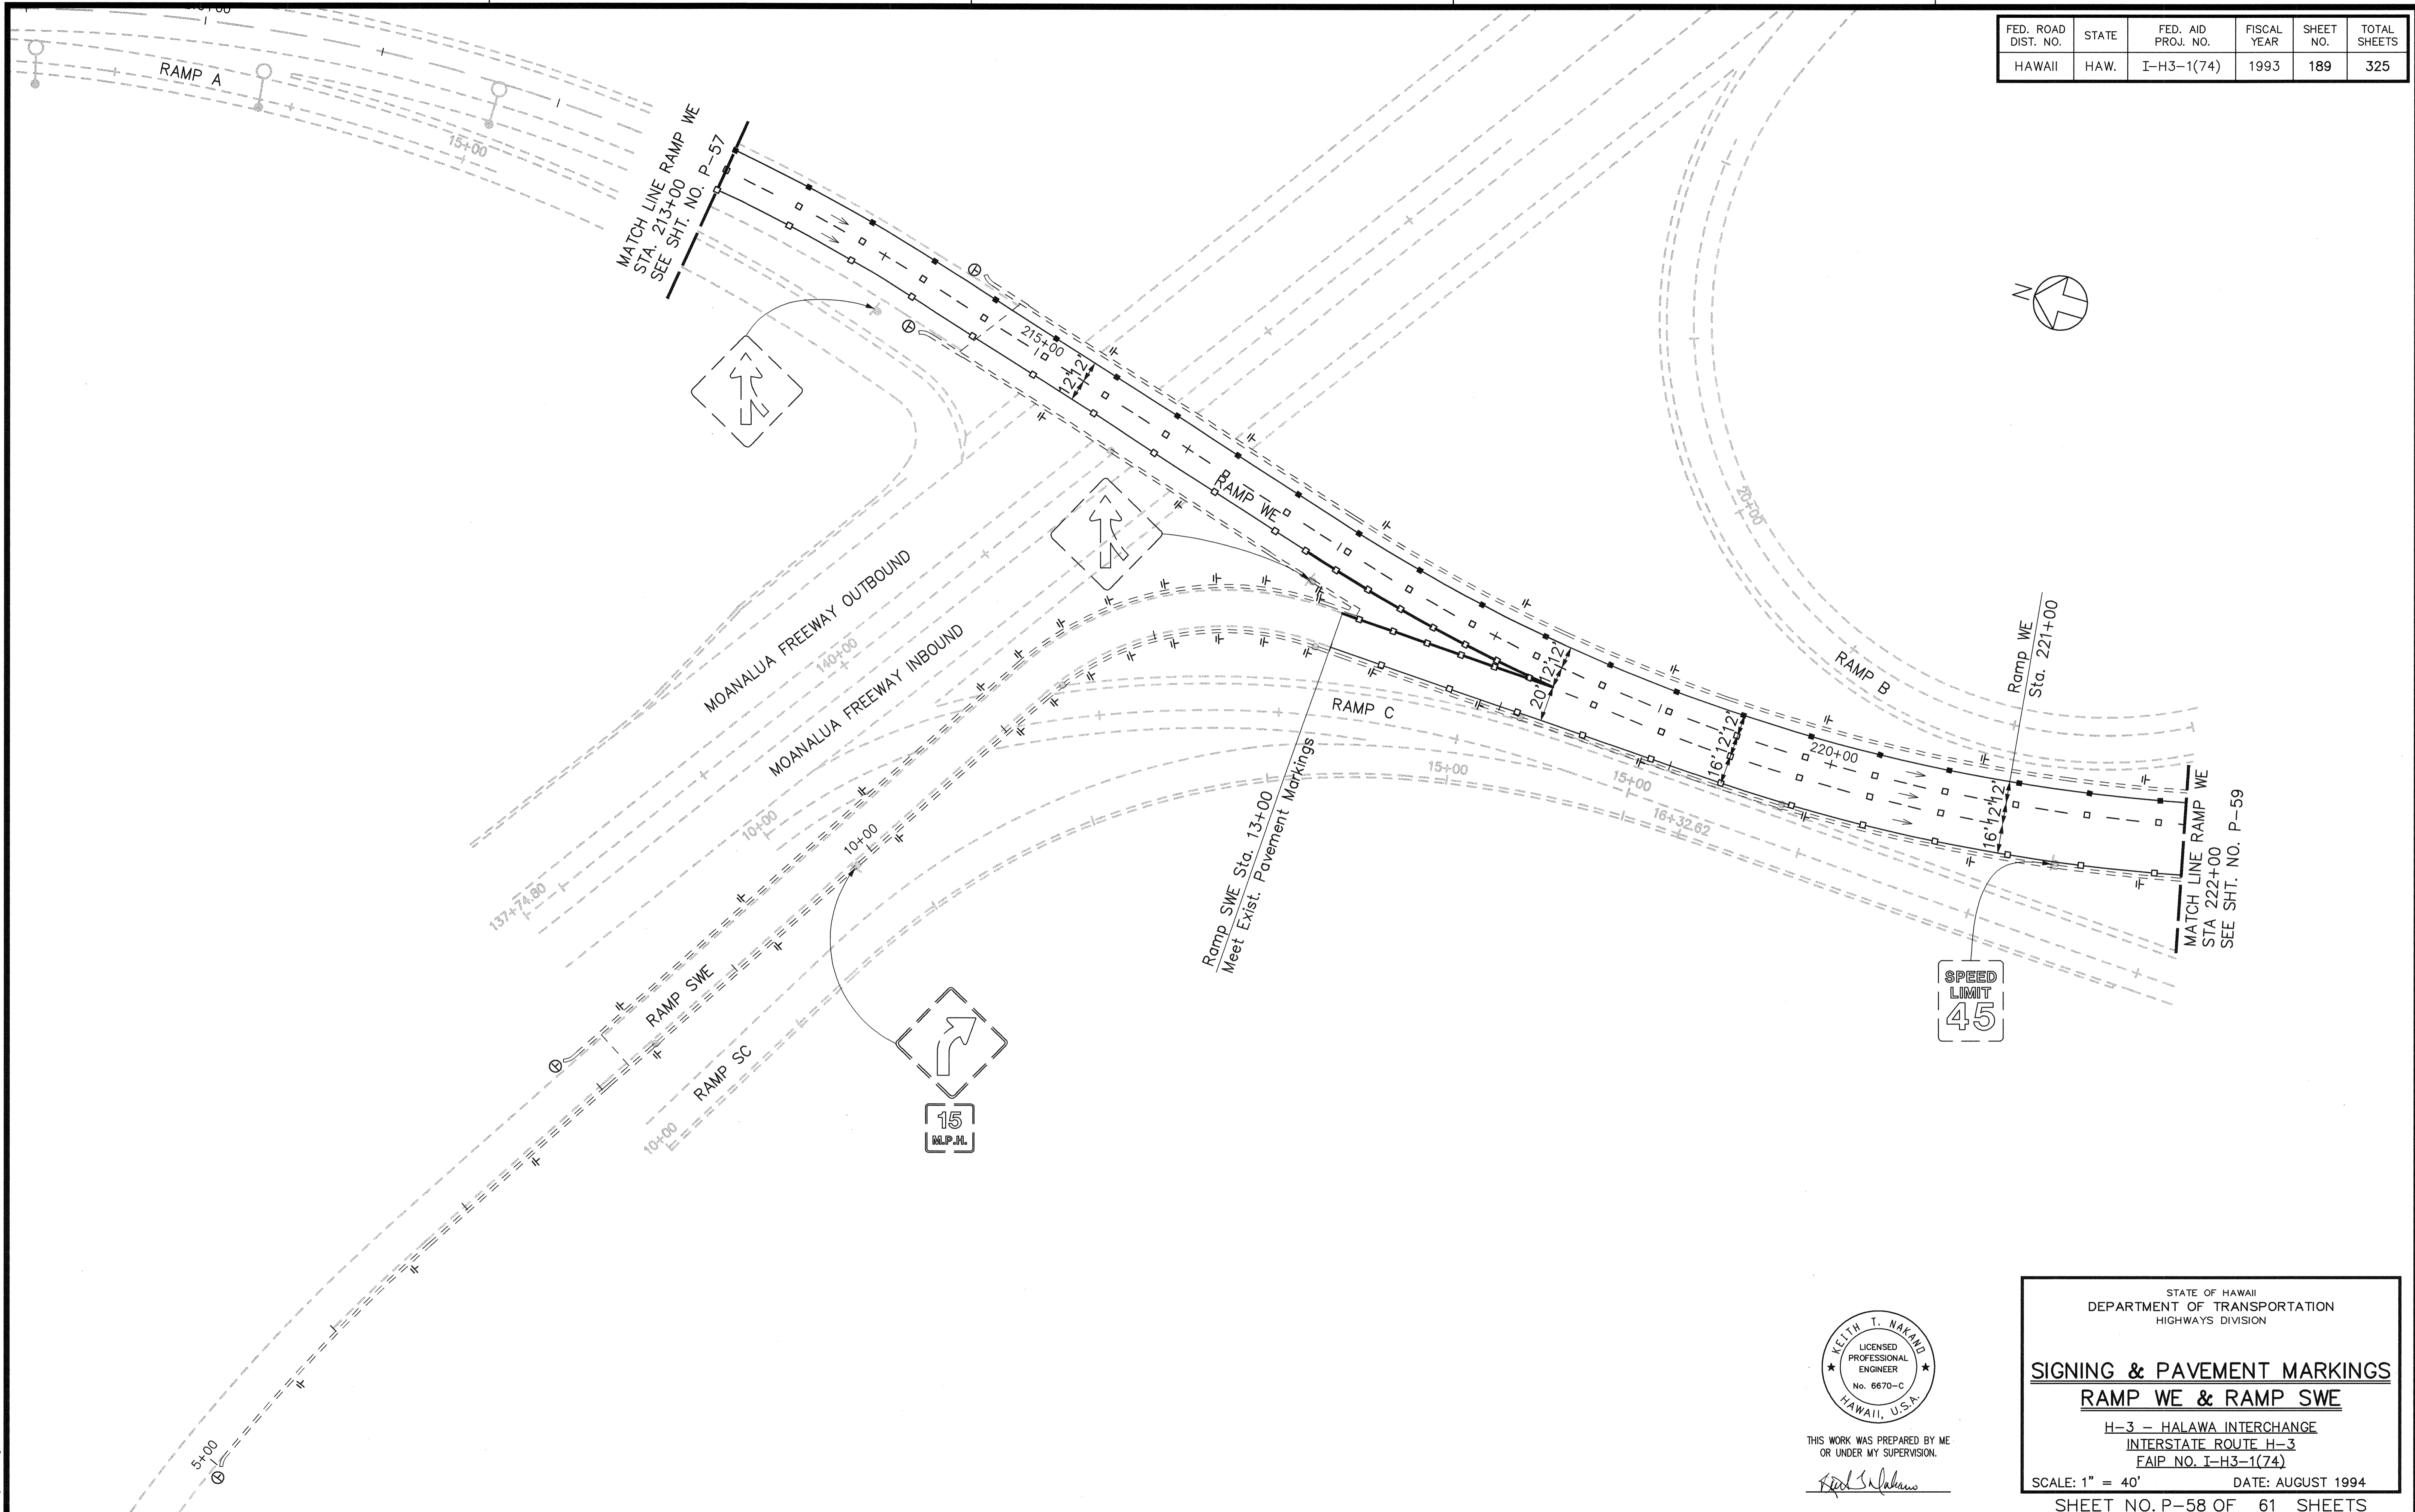 FED. ROAD DIST. NO. STATE FED. AID PROJ. NO. FISCAL YEAR SHEET NO. TOTAL SHEETS
HAWAII HAW. I-H3-1(74) 1993 189 325
RAMP A
15+00
MATCH LINE RAMP WE
STA. 213+00
SEE SHT. NO. P-57
N
215+00
12' 12'
RAMP WE
20+00
MOANALUA FREEWAY OUTBOUND
140+00
MOANALUA FREEWAY INBOUND
RAMP B
Ramp WE
Sta. 221+00
20' 12' 12'
RAMP C
16' 12' 12' 12'
220+00
15+00
15+00
16+32.62
16' 12' 12'
MATCH LINE RAMP WE
STA 222+00
SEE SHT. NO. P-59
Ramp SWE Sta. 13+00
Meet Exist. Pavement Markings
10+00
10+00
137+74.80
RAMP SWE
RAMP SC
10+00
15
M.P.H.
SPEED
LIMIT
45
5+00
KEITH T. NAKANO
LICENSED
PROFESSIONAL
ENGINEER
No. 6670-C
HAWAII, U.S.A.
THIS WORK WAS PREPARED BY ME
OR UNDER MY SUPERVISION.
STATE OF HAWAII
DEPARTMENT OF TRANSPORTATION
HIGHWAYS DIVISION
SIGNING & PAVEMENT MARKINGS
RAMP WE & RAMP SWE
H-3 - HALAWA INTERCHANGE
INTERSTATE ROUTE H-3
FAIP NO. I-H3-1(74)
SCALE: 1" = 40' DATE: AUGUST 1994
SHEET NO. P-58 OF 61 SHEETS